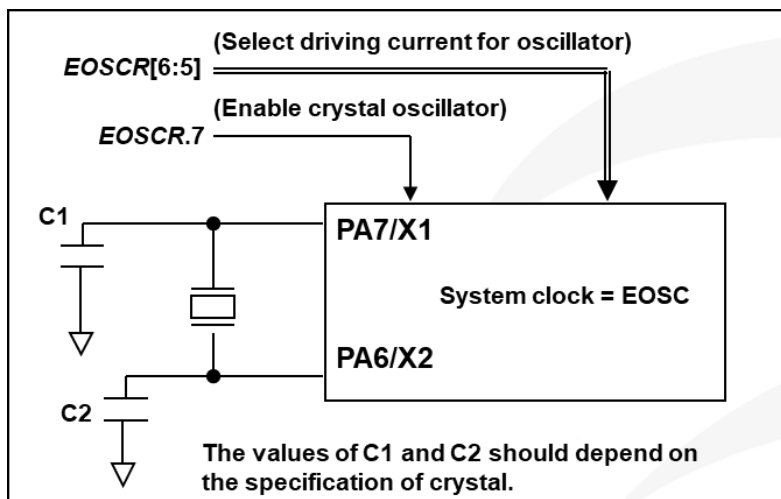 (Select driving current for oscillator)
EOSCR[6:5]
(Enable crystal oscillator)
EOSCR.7
C1
PA7/X1
System clock = EOSC
PA6/X2
C2
The values of C1 and C2 should depend on
the specification of crystal.